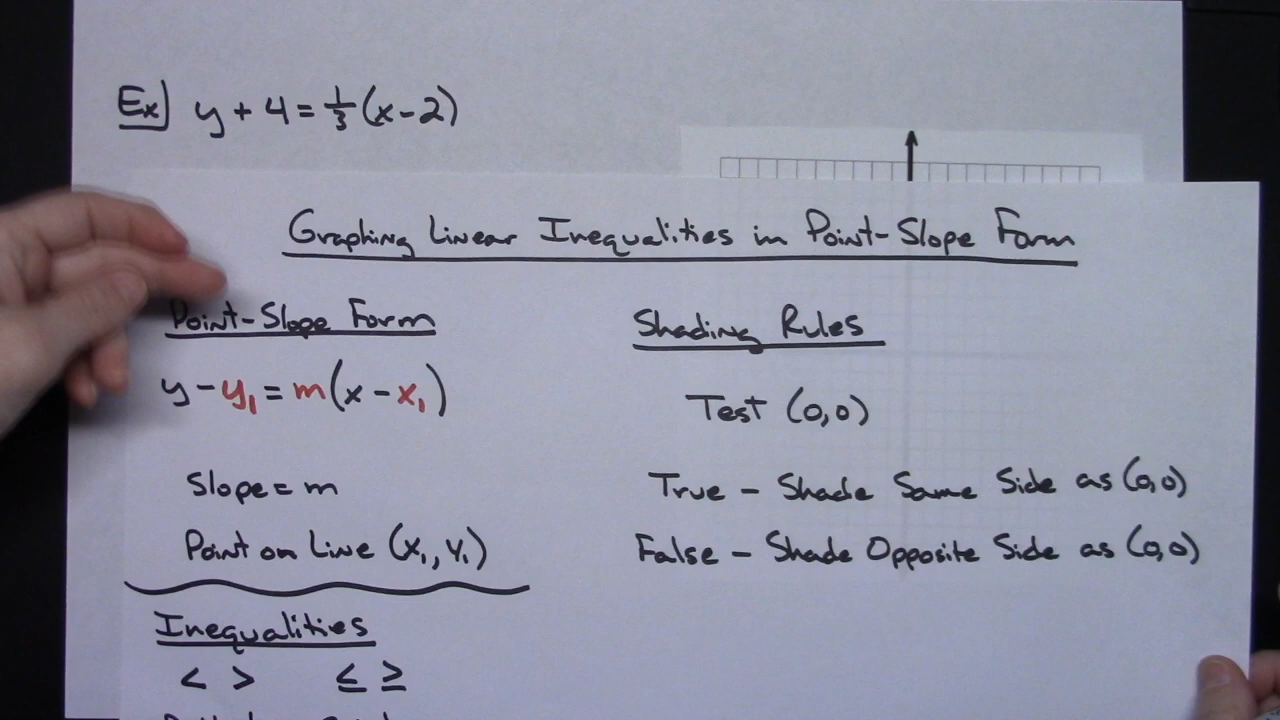 Ex) y + 4 = 1/3 (x - 2)
Graphing Linear Inequalities in Point-Slope Form
Point-Slope Form
y - y₁ = m(x - x₁)
Slope = m
Point on Line (x₁, y₁)
Inequalities
< > ≤ ≥
Shading Rules
Test (0,0)
True - Shade Same Side as (0,0)
False - Shade Opposite Side as (0,0)